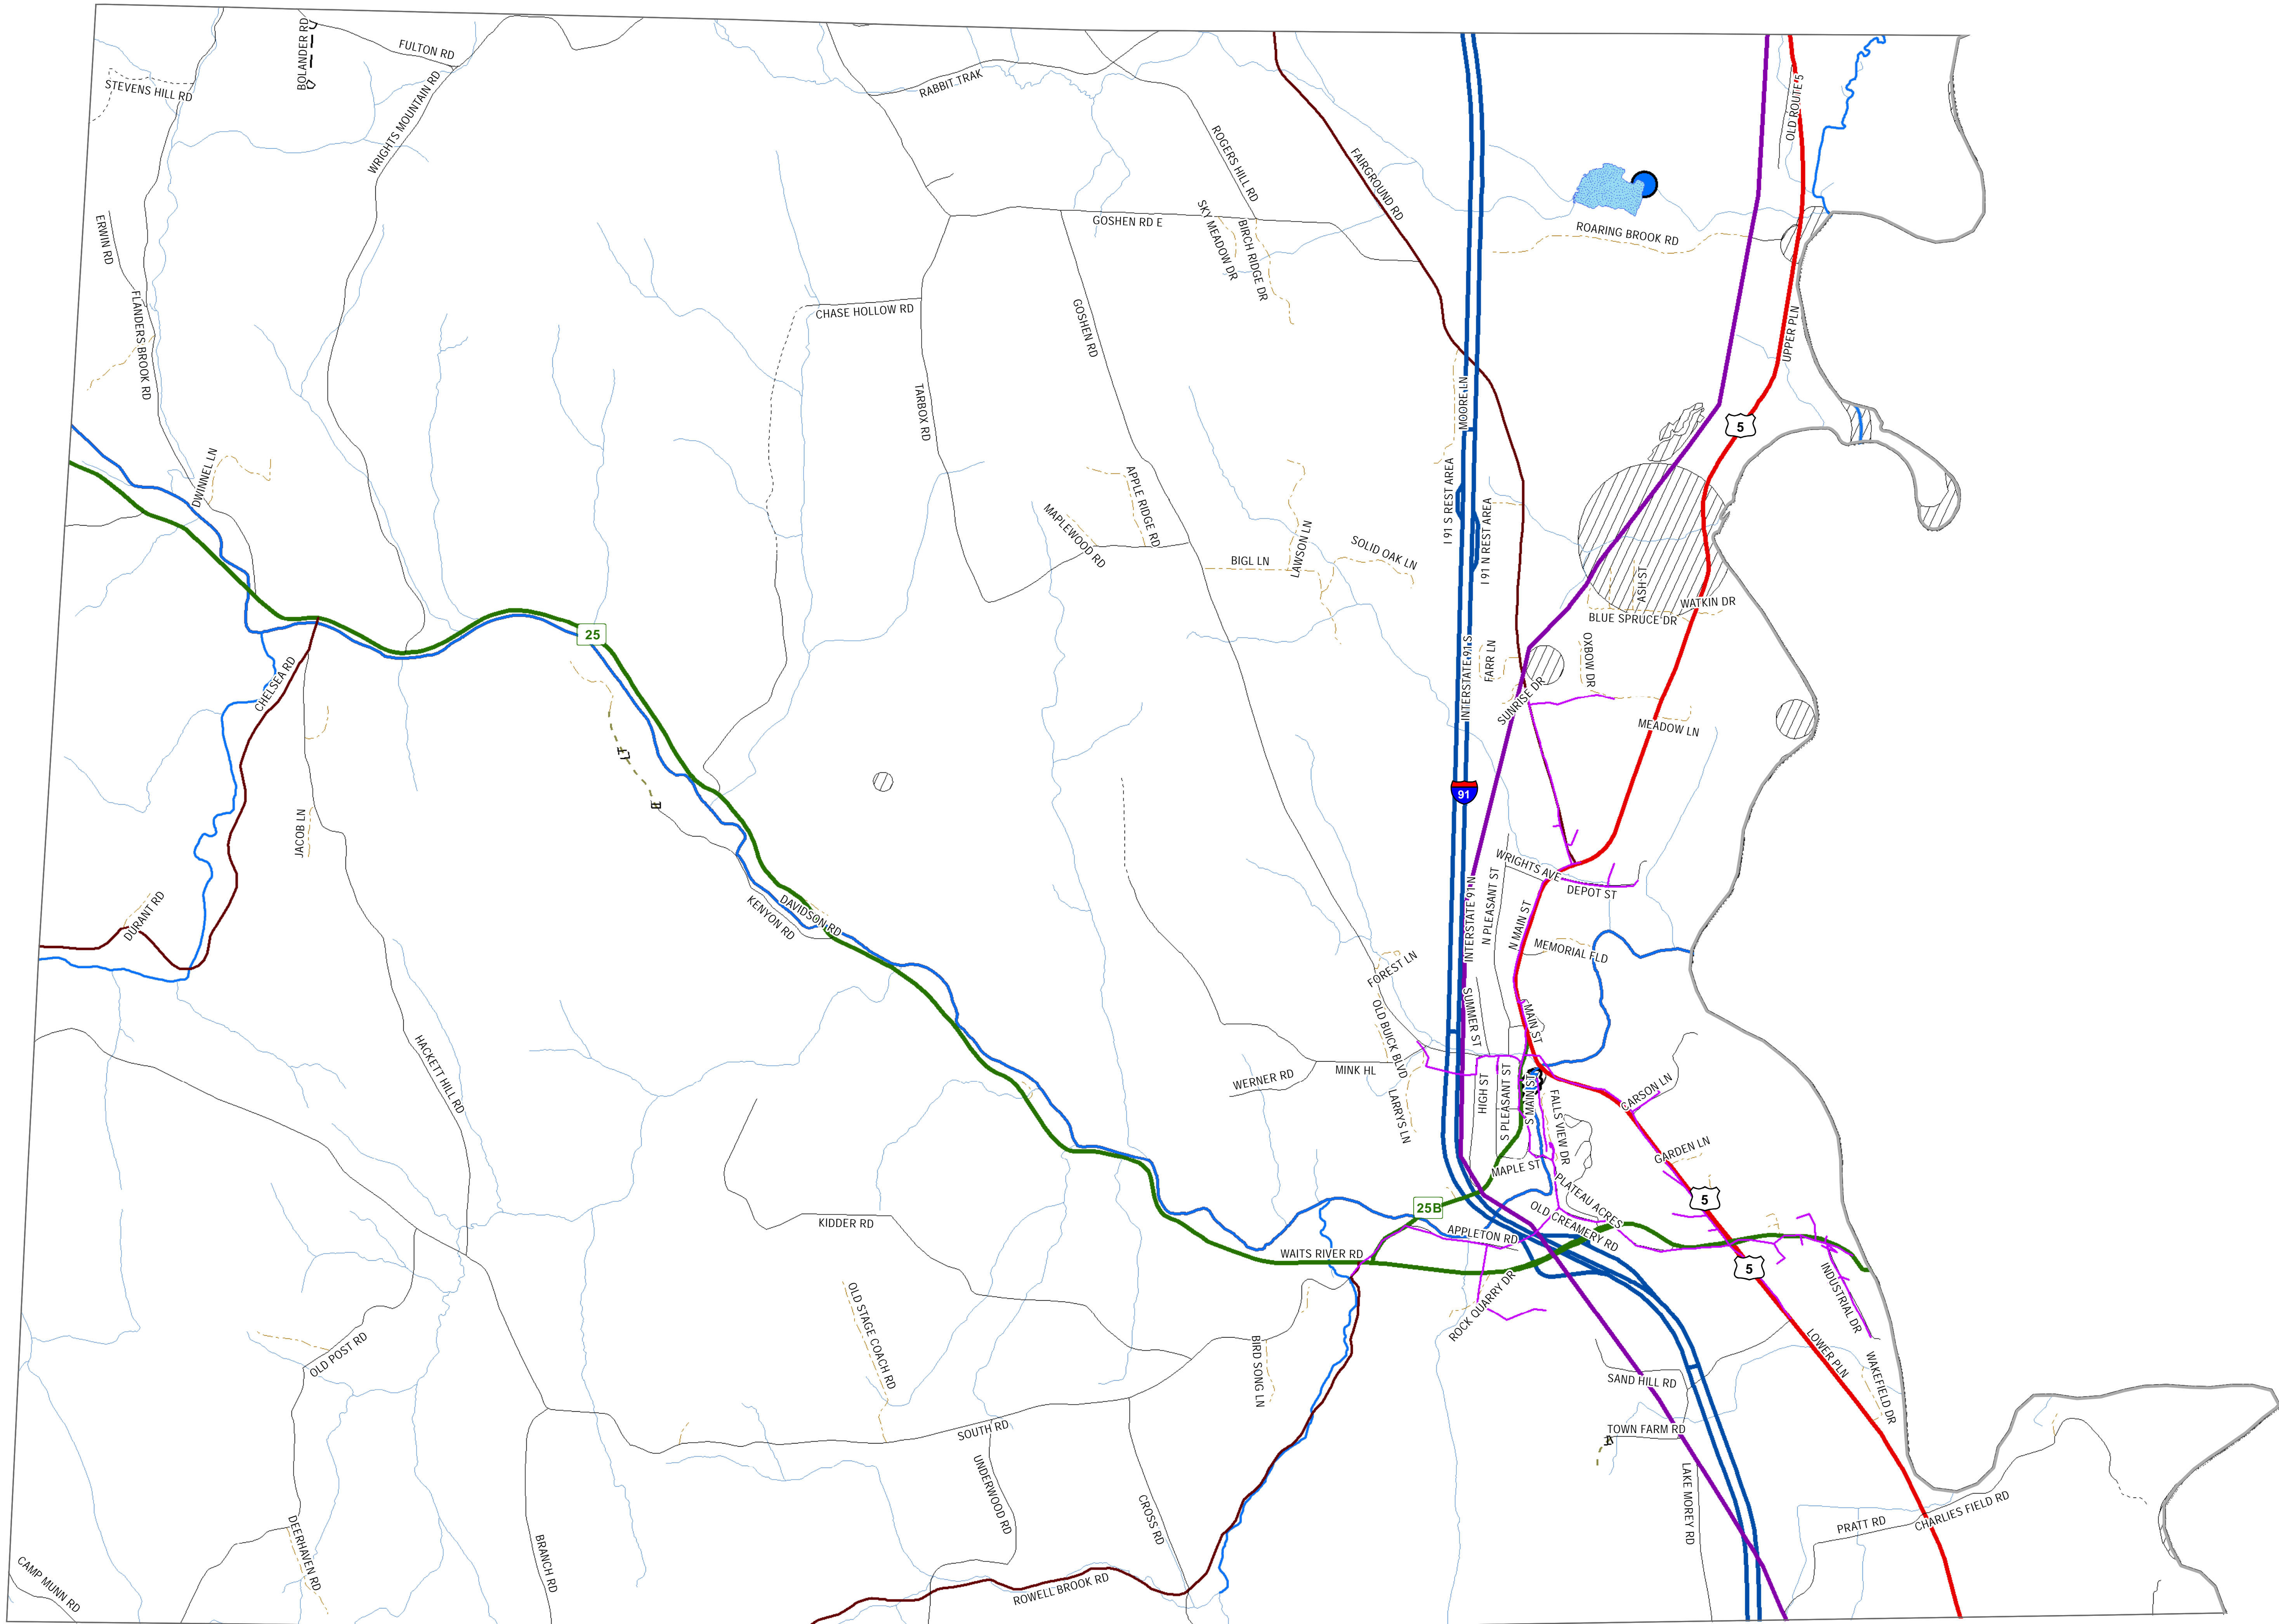 BOLANDER RD
FULTON RD
STEVENS HILL RD
WRIGHTS MOUNTAIN RD
RABBIT TRAK
OLD ROUTE 5
ROGERS HILL RD
FAIRGROUND RD
ERWIN RD
GOSHEN RD E
SKY MEADOW DR
BIRCH RIDGE DR
ROARING BROOK RD
FLANDERS BROOK RD
CHASE HOLLOW RD
GOSHEN RD
UPPER PLN
TARBOX RD
MOORE LN
5
DWINNEL LN
APPLE RIDGE RD
MAPLEWOOD RD
I 91 S REST AREA
I 91 N REST AREA
LAWSON LN
SOLID OAK LN
BIGL LN
ASH ST
WATKIN DR
BLUE SPRUCE DR
25
CHELSEA RD
INTERSTATE 91 S
FARR LN
OXBOW DR
SUNRISE DR
MEADOW LN
91
JACOB LN
WRIGHTS AVE
DEPOT ST
DURANT RD
KENYON RD
DAVIDSON RD
INTERSTATE 91 N
N PLEASANT ST
N MAIN ST
MEMORIAL FLD
FOREST LN
OLD BUICK BLVD
SUMMER ST
MAIN ST
HACKETT HILL RD
WERNER RD
MINK HL
LARRYS LN
HIGH ST
S PLEASANT ST
S MAIN ST
FALLS VIEW DR
CARSON LN
GARDEN LN
MAPLE ST
PLATEAU ACRES
5
25B
KIDDER RD
WAITS RIVER RD
APPLETON RD
OLD CREAMERY RD
5
OLD STAGE COACH RD
ROCK QUARRY DR
INDUSTRIAL DR
OLD POST RD
BIRD SONG LN
LOWER PLN
SAND HILL RD
WAKEFIELD DR
SOUTH RD
TOWN FARM RD
UNDERWOOD RD
CROSS RD
LAKE MOREY RD
PRATT RD
CHARLIES FIELD RD
DEERHAVEN RD
BRANCH RD
CAMP MUNN RD
ROWELL BROOK RD